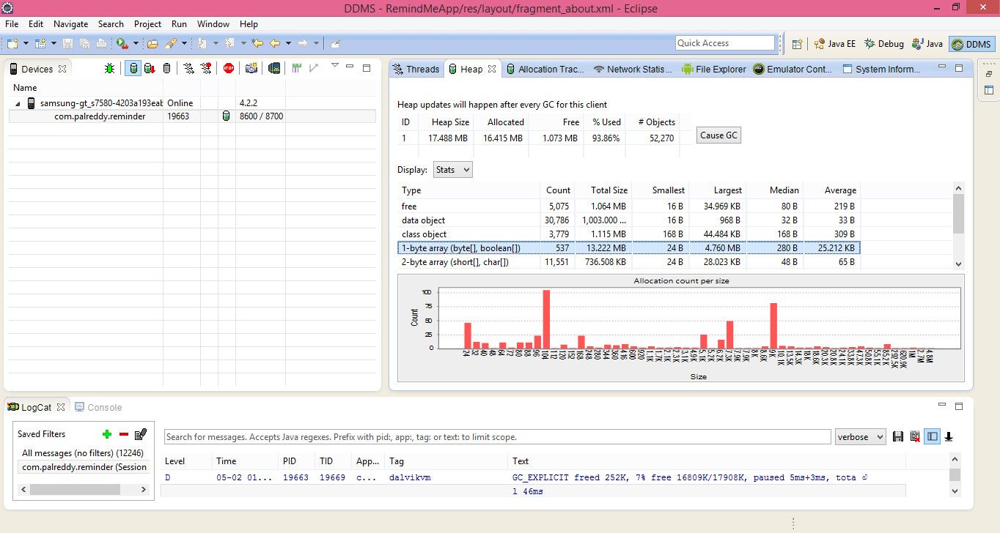 DDMS - RemindMeApp/res/layout/fragment_about.xml - Eclipse
File Edit Navigate Search Project Run Window Help
Quick Access
Java EE Debug Java DDMS
Devices
Name
samsung-gt_s7580-4203a193eab Online 4.2.2
com.palreddy.reminder 19663 8600 / 8700
Threads Heap Allocation Trac... Network Statis... File Explorer Emulator Cont... System Inform...
Heap updates will happen after every GC for this client
ID Heap Size Allocated Free % Used # Objects
1 17.488 MB 16.415 MB 1.073 MB 93.86% 52,270
Cause GC
Display: Stats
Type Count Total Size Smallest Largest Median Average
free 5,075 1.064 MB 16 B 34.969 KB 80 B 219 B
data object 30,786 1,003.000 ... 16 B 968 B 32 B 33 B
class object 3,779 1.115 MB 168 B 44.484 KB 168 B 309 B
1-byte array (byte[], boolean[]) 537 13.222 MB 24 B 4.760 MB 280 B 25.212 KB
2-byte array (short[], char[]) 11,551 736.508 KB 24 B 28.023 KB 48 B 65 B
Allocation count per size
Count
100
75
50
25
0
24 32 40 48 64 72 80 88 96 104 112 120 152 168 248 280 344 360 416 600 920 1.1K 1.7K 2.1K 2.3K 3.1K 4.9K 5.1K 5.2K 6.2K 7.3K 7.9K 8K 8.6K 9K 10.1K 13.5K 14.3K 18K 18.6K 20.3K 20.8K 24.1K 33.8K 47.3K 50.8K 55.1K 85.2K 292.5K 620.9K 1M 2.7M 4.8M
Size
LogCat Console
Saved Filters
All messages (no filters) (12246)
com.palreddy.reminder (Session
Search for messages. Accepts Java regexes. Prefix with pid:, app:, tag: or text: to limit scope.
verbose
Level Time PID TID App... Tag Text
D 05-02 01... 19663 19669 c... dalvikvm GC_EXPLICIT freed 252K, 7% free 16809K/17908K, paused 5ms+3ms, tota
l 46ms